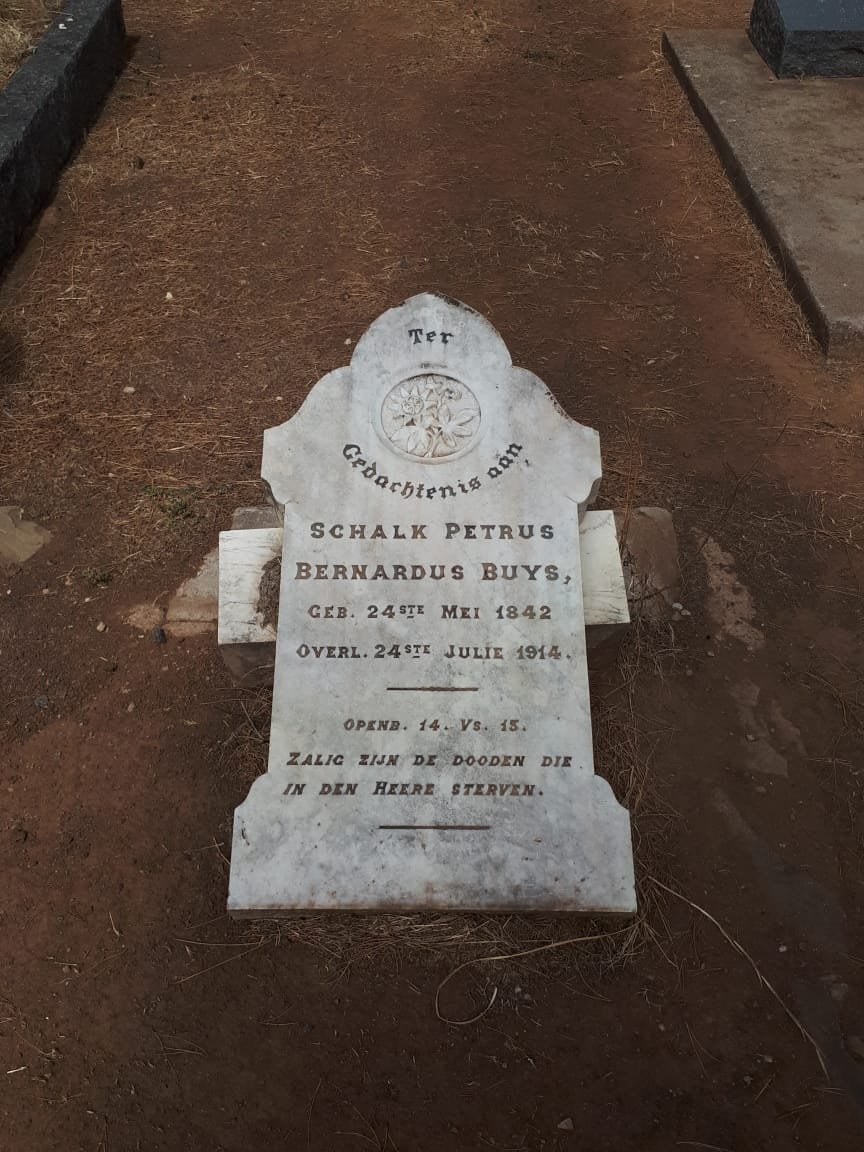 Ter
Gedachtenis aan,
SCHALK PETRUS
BERNARDUS BUYS,
GEB. 24STE MEI 1842
OVERL. 24STE JULIE 1914.
OPENB. 14. VS. 13.
ZALIG ZIJN DE DOODEN DIE
IN DEN HEERE STERVEN.